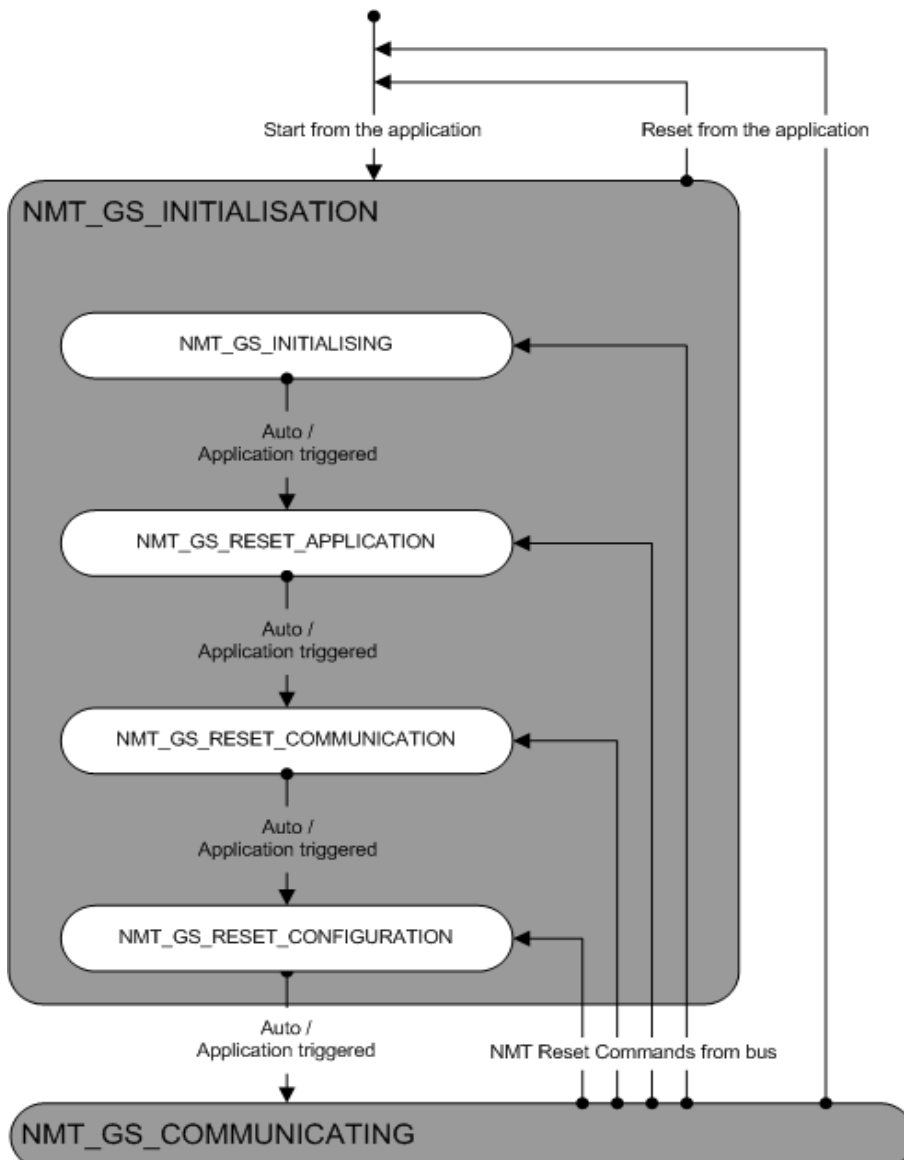 Start from the application
Reset from the application
NMT_GS_INITIALISATION
NMT_GS_INITIALISING
Auto /
Application triggered
NMT_GS_RESET_APPLICATION
Auto /
Application triggered
NMT_GS_RESET_COMMUNICATION
Auto /
Application triggered
NMT_GS_RESET_CONFIGURATION
Auto /
Application triggered
NMT Reset Commands from bus
NMT_GS_COMMUNICATING